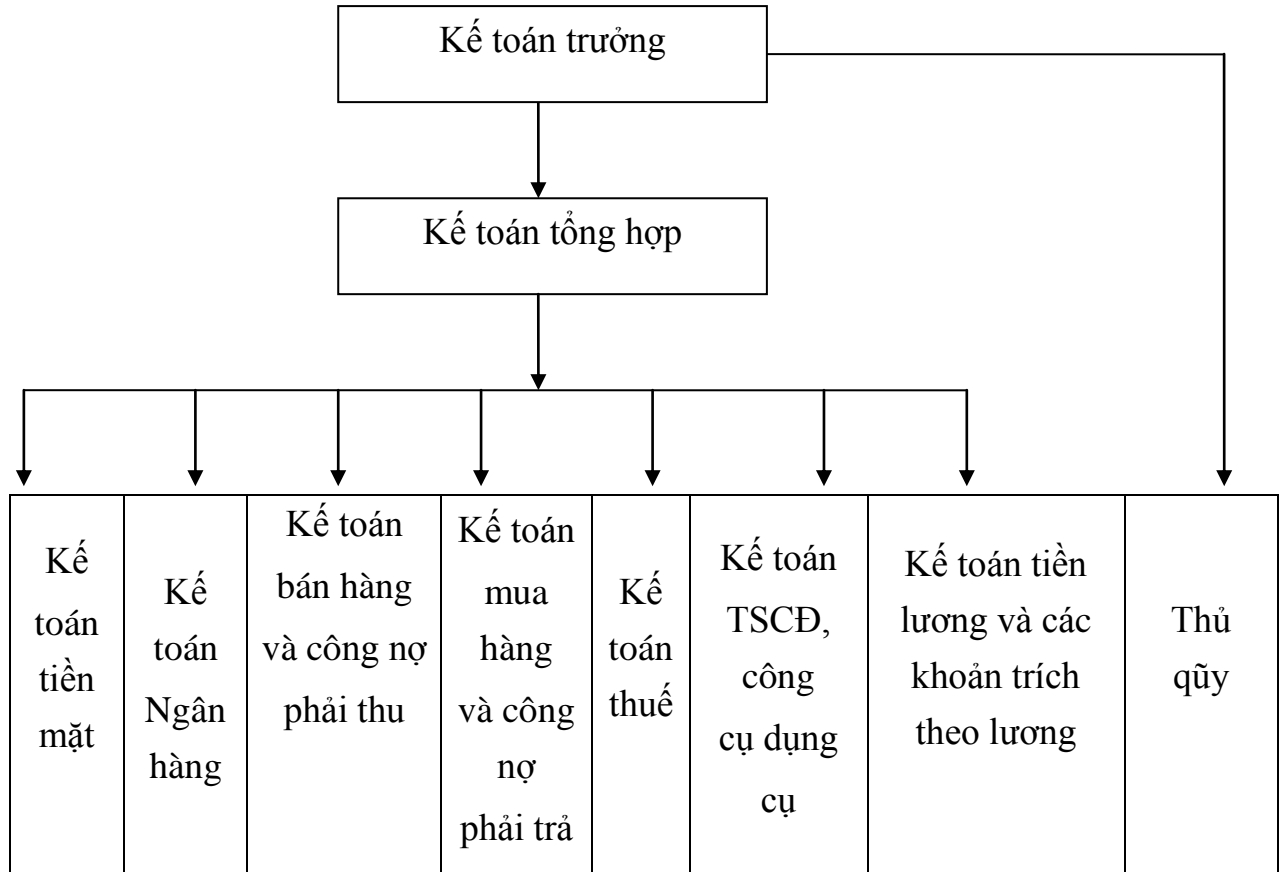 Kế toán trưởng
Kế toán tổng hợp
Kế
toán
tiền
mặt
Kế
toán
Ngân
hàng
Kế toán
bán hàng
và công nợ
phải thu
Kế toán
mua
hàng
và công
nợ
phải trả
Kế
toán
thuế
Kế toán
TSCĐ,
công
cụ dụng
cụ
Kế toán tiền
lương và các
khoản trích
theo lương
Thủ
qũy